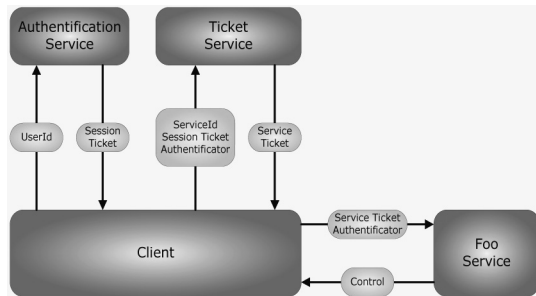 Authentification
Service
Ticket
Service
UserId
Session
Ticket
ServiceId
Session Ticket
Authentificator
Service
Ticket
Client
Service Ticket
Authentificator
Foo
Service
Control